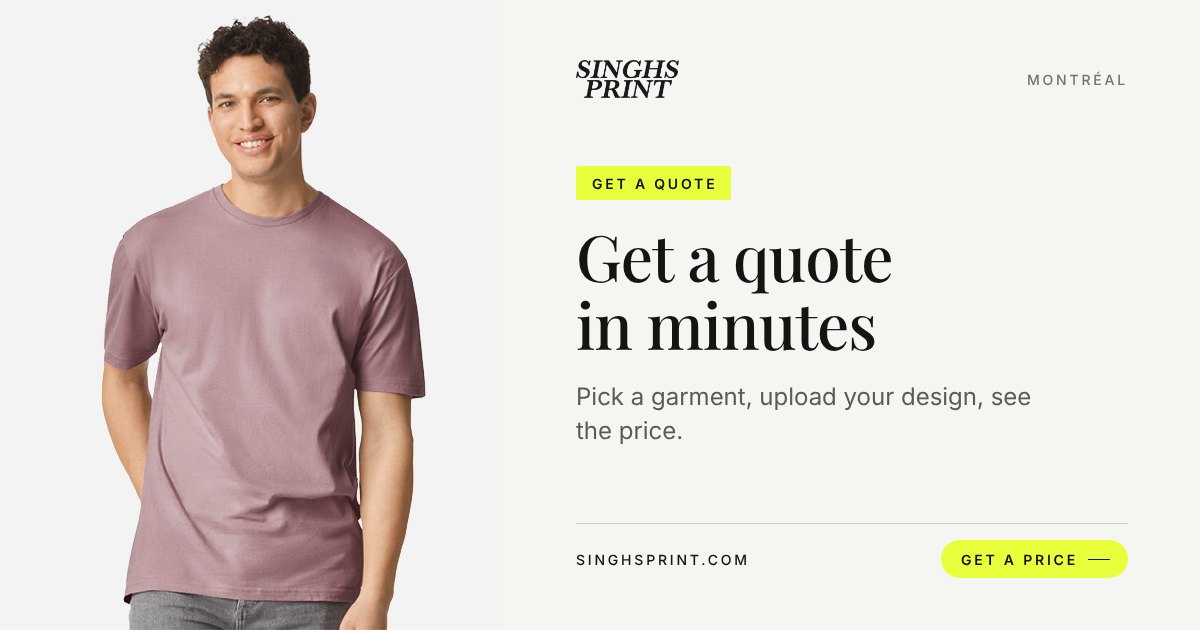 SINGHS
PRINT
MONTRÉAL
GET A QUOTE
Get a quote
in minutes
Pick a garment, upload your design, see
the price.
SINGHSPRINT.COM
GET A PRICE